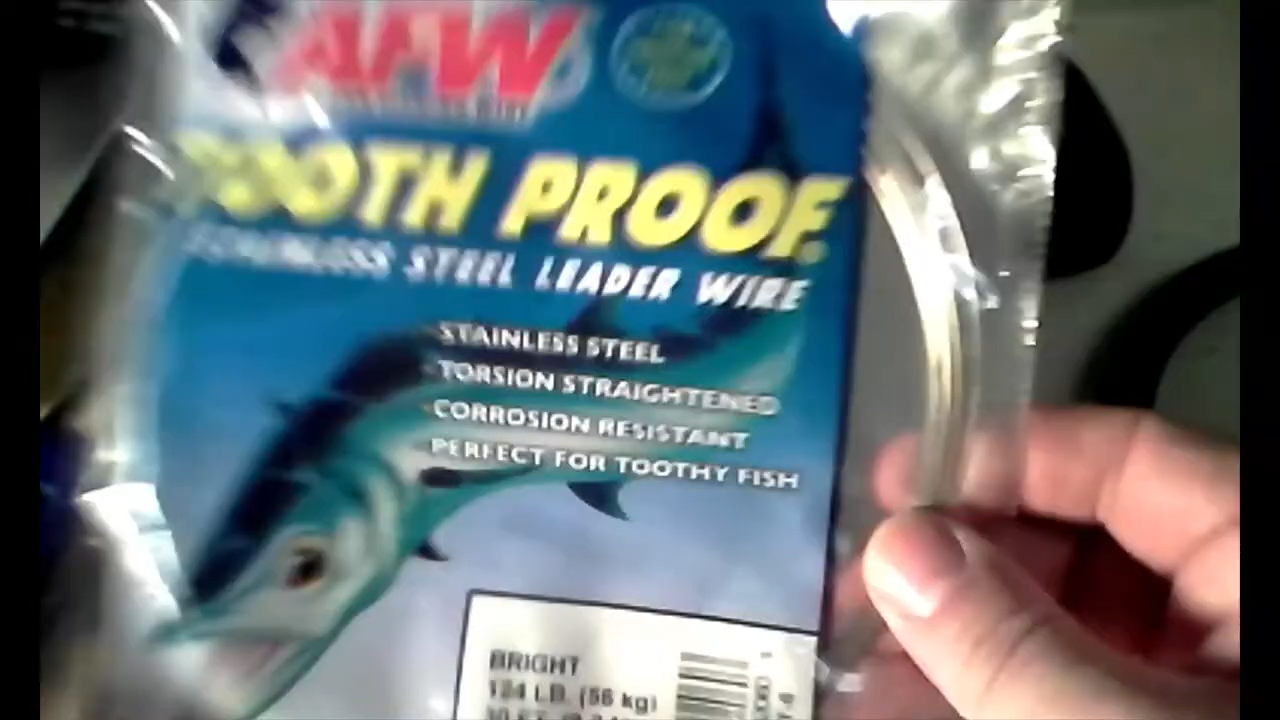 AFW
TOOTH PROOF
STAINLESS STEEL LEADER WIRE
STAINLESS STEEL
TORSION STRAIGHTENED
CORROSION RESISTANT
PERFECT FOR TOOTHY FISH
BRIGHT
124 LB. (56 kg)